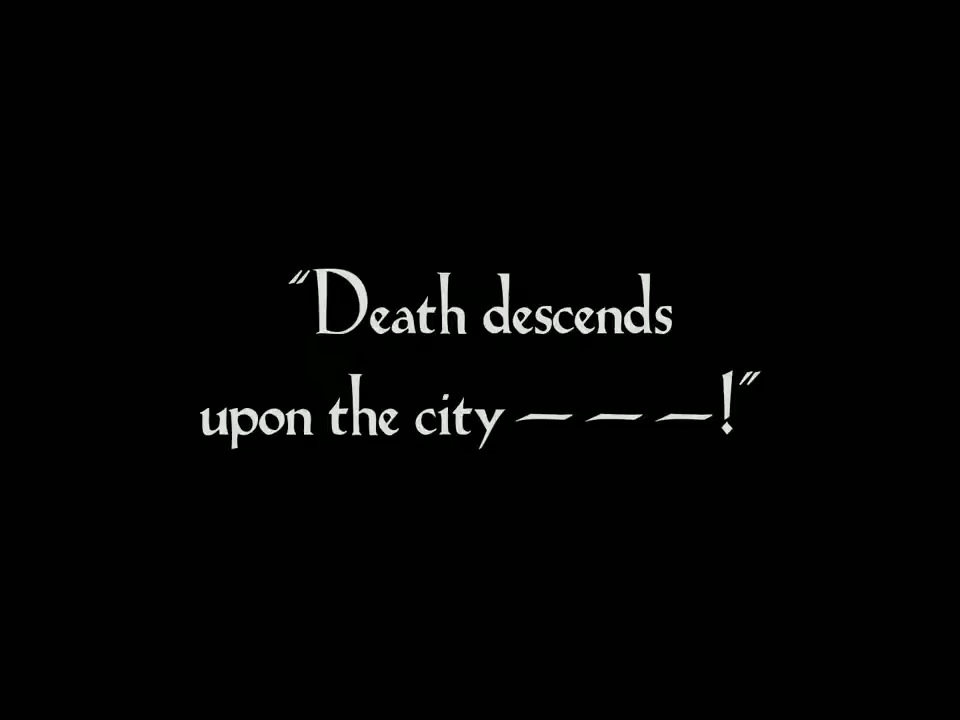 “Death descends
upon the city — — —!”